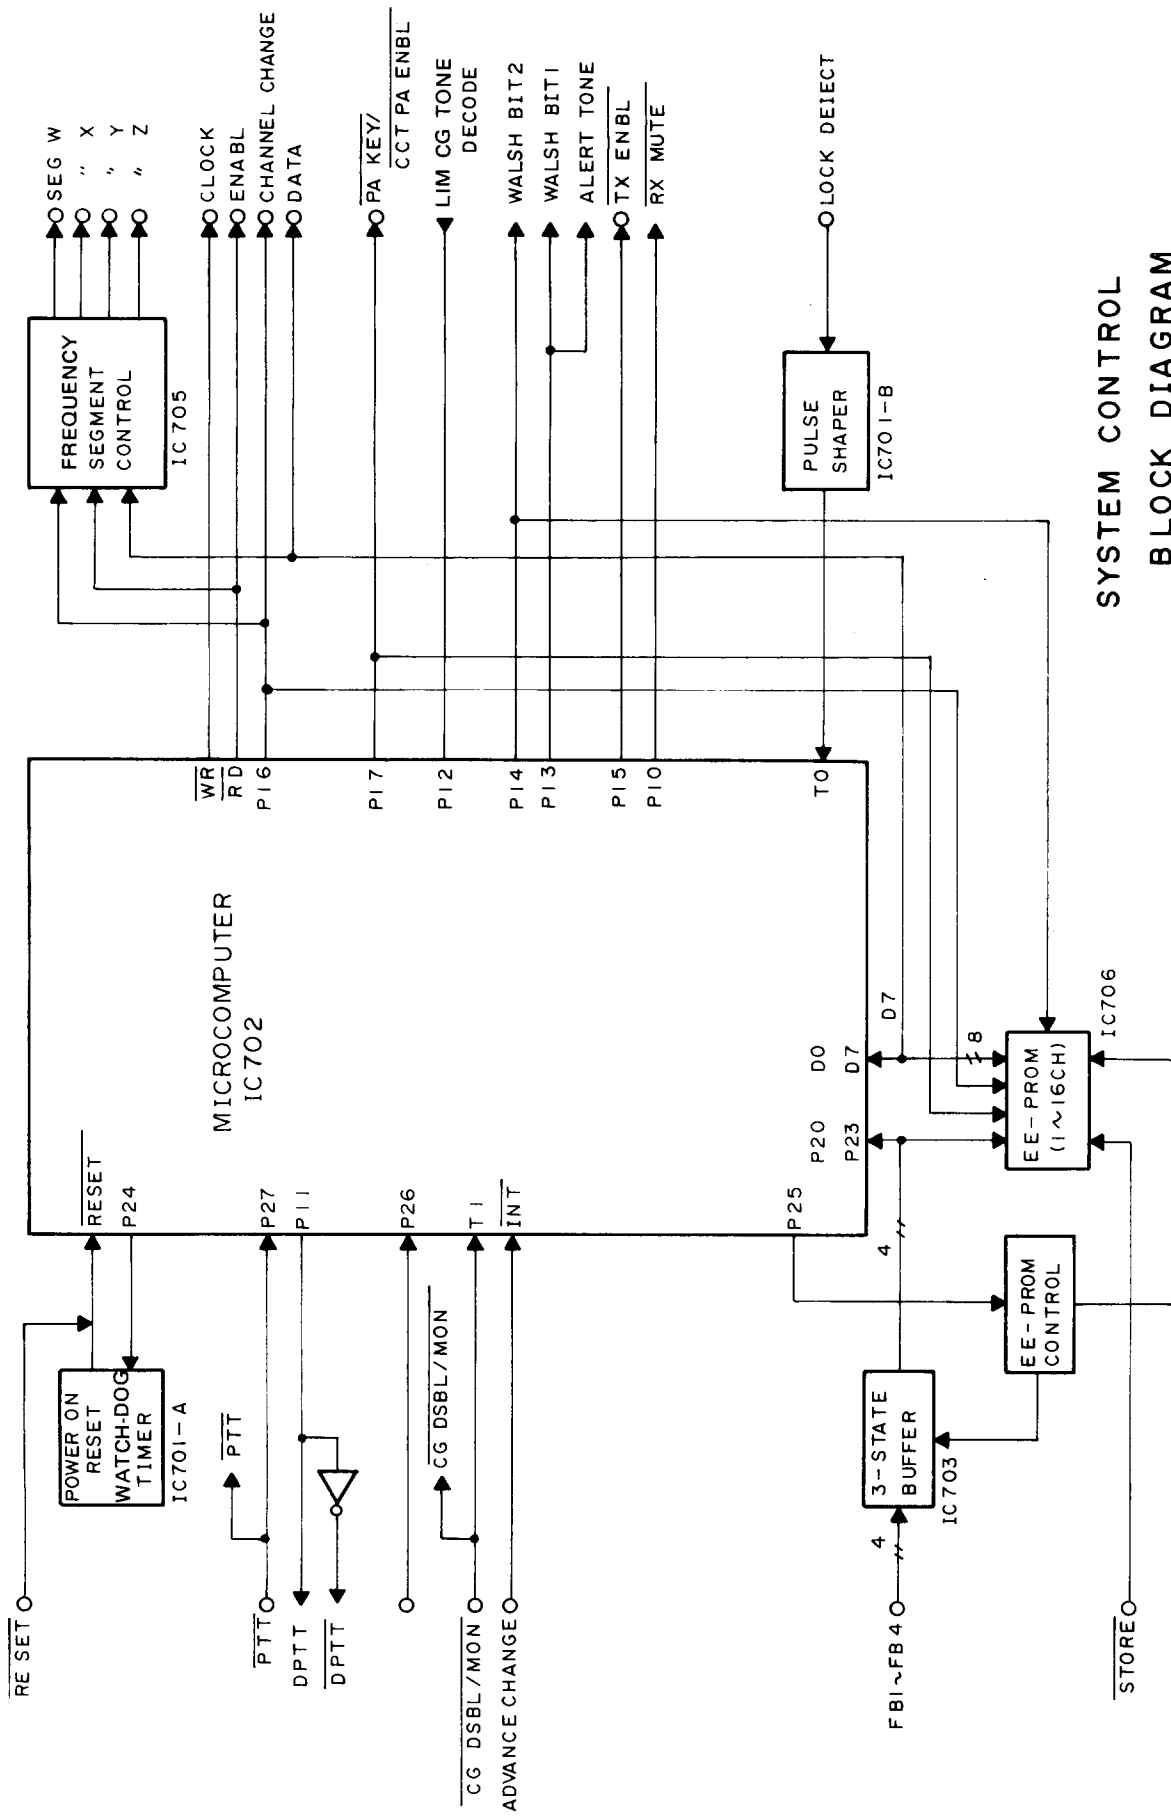 RESET
POWER ON
RESET
WATCH-DOG
TIMER
IC701-A
RESET
P24
PTT
PTT
P27
DPTT
P11
DPTT
P26
CG DSBL/MON
CG DSBL/MON
T1
ADVANCE CHANGE
INT
MICROCOMPUTER
IC702
FREQUENCY
SEGMENT
CONTROL
IC705
SEG W
" X
" Y
" Z
WR
CLOCK
RD
ENABL
P16
CHANNEL CHANGE
DATA
P17
PA KEY/
CCT PA ENBL
P12
LIM CG TONE
DECODE
P14
WALSH BIT2
P13
WALSH BIT1
ALERT TONE
P15
TX ENBL
P10
RX MUTE
T0
PULSE
SHAPER
IC701-B
LOCK DEIECT
P25
P20
P23
D0
D7
D7
4
8
FB1~FB4
4
3-STATE
BUFFER
IC703
EE-PROM
CONTROL
EE-PROM
(1~16CH)
IC706
STORE
SYSTEM CONTROL
BLOCK DIAGRAM